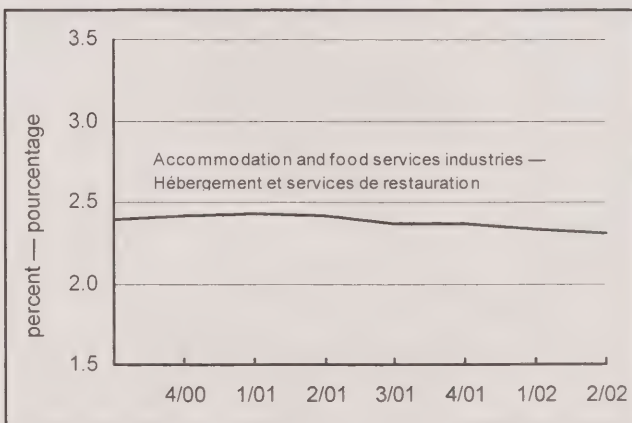 3.5
3.0
Accommodation and food services industries —
Hébergement et services de restauration
2.5
2.0
1.5
percent — pourcentage
4/00 1/01 2/01 3/01 4/01 1/02 2/02